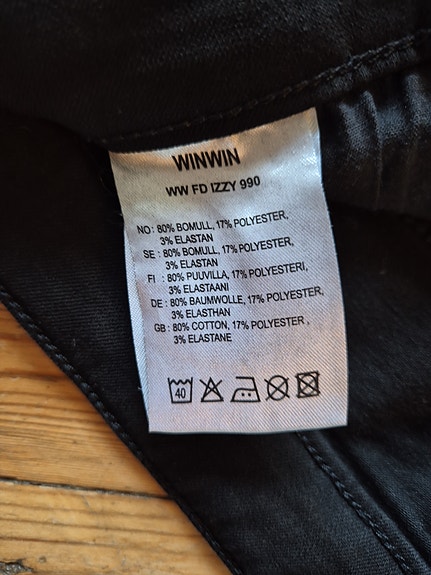 WINWIN
WW FD IZZY 990
NO: 80% BOMULL, 17% POLYESTER,
3% ELASTAN
SE : 80% BOMULL, 17% POLYESTER,
3% ELASTAN
FI : 80% PUUVILLA, 17% POLYESTERI,
3% ELASTAANI
DE : 80% BAUMWOLLE, 17% POLYESTER,
3% ELASTHAN
GB : 80% COTTON, 17% POLYESTER ,
3% ELASTANE
40